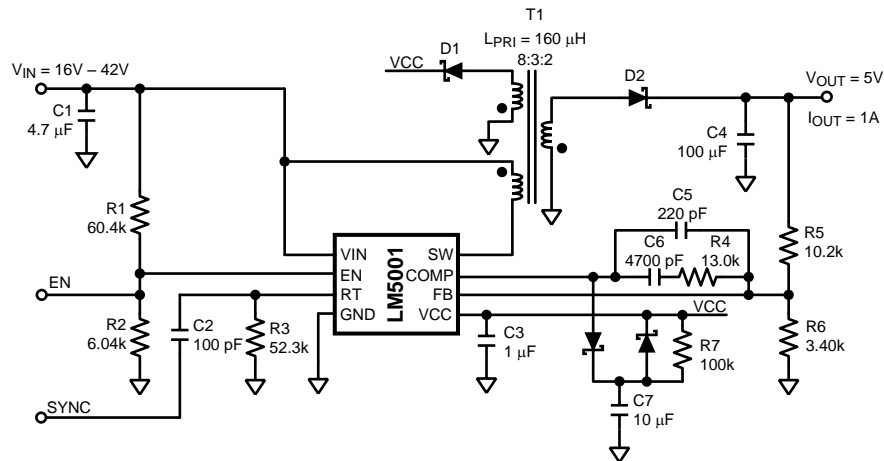 T1
L_PRI = 160 μH
8:3:2
V_IN = 16V – 42V
VCC
D1
D2
V_OUT = 5V
I_OUT = 1A
C1
4.7 μF
C4
100 μF
R1
60.4k
C5
220 pF
C6
4700 pF
R4
13.0k
R5
10.2k
EN
VIN
EN
RT
GND
LM5001
SW
COMP
FB
VCC
VCC
R2
6.04k
C2
100 pF
R3
52.3k
C3
1 μF
R7
100k
R6
3.40k
SYNC
C7
10 μF